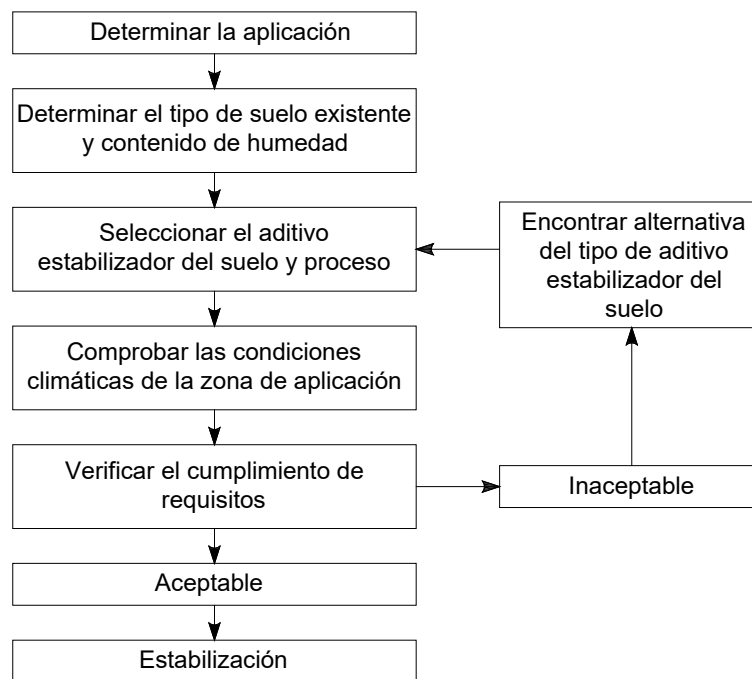 Determinar la aplicación
Determinar el tipo de suelo existente
y contenido de humedad
Seleccionar el aditivo
estabilizador del suelo y proceso
Encontrar alternativa
del tipo de aditivo
estabilizador del
suelo
Comprobar las condiciones
climáticas de la zona de aplicación
Verificar el cumplimiento de
requisitos
Inaceptable
Aceptable
Estabilización